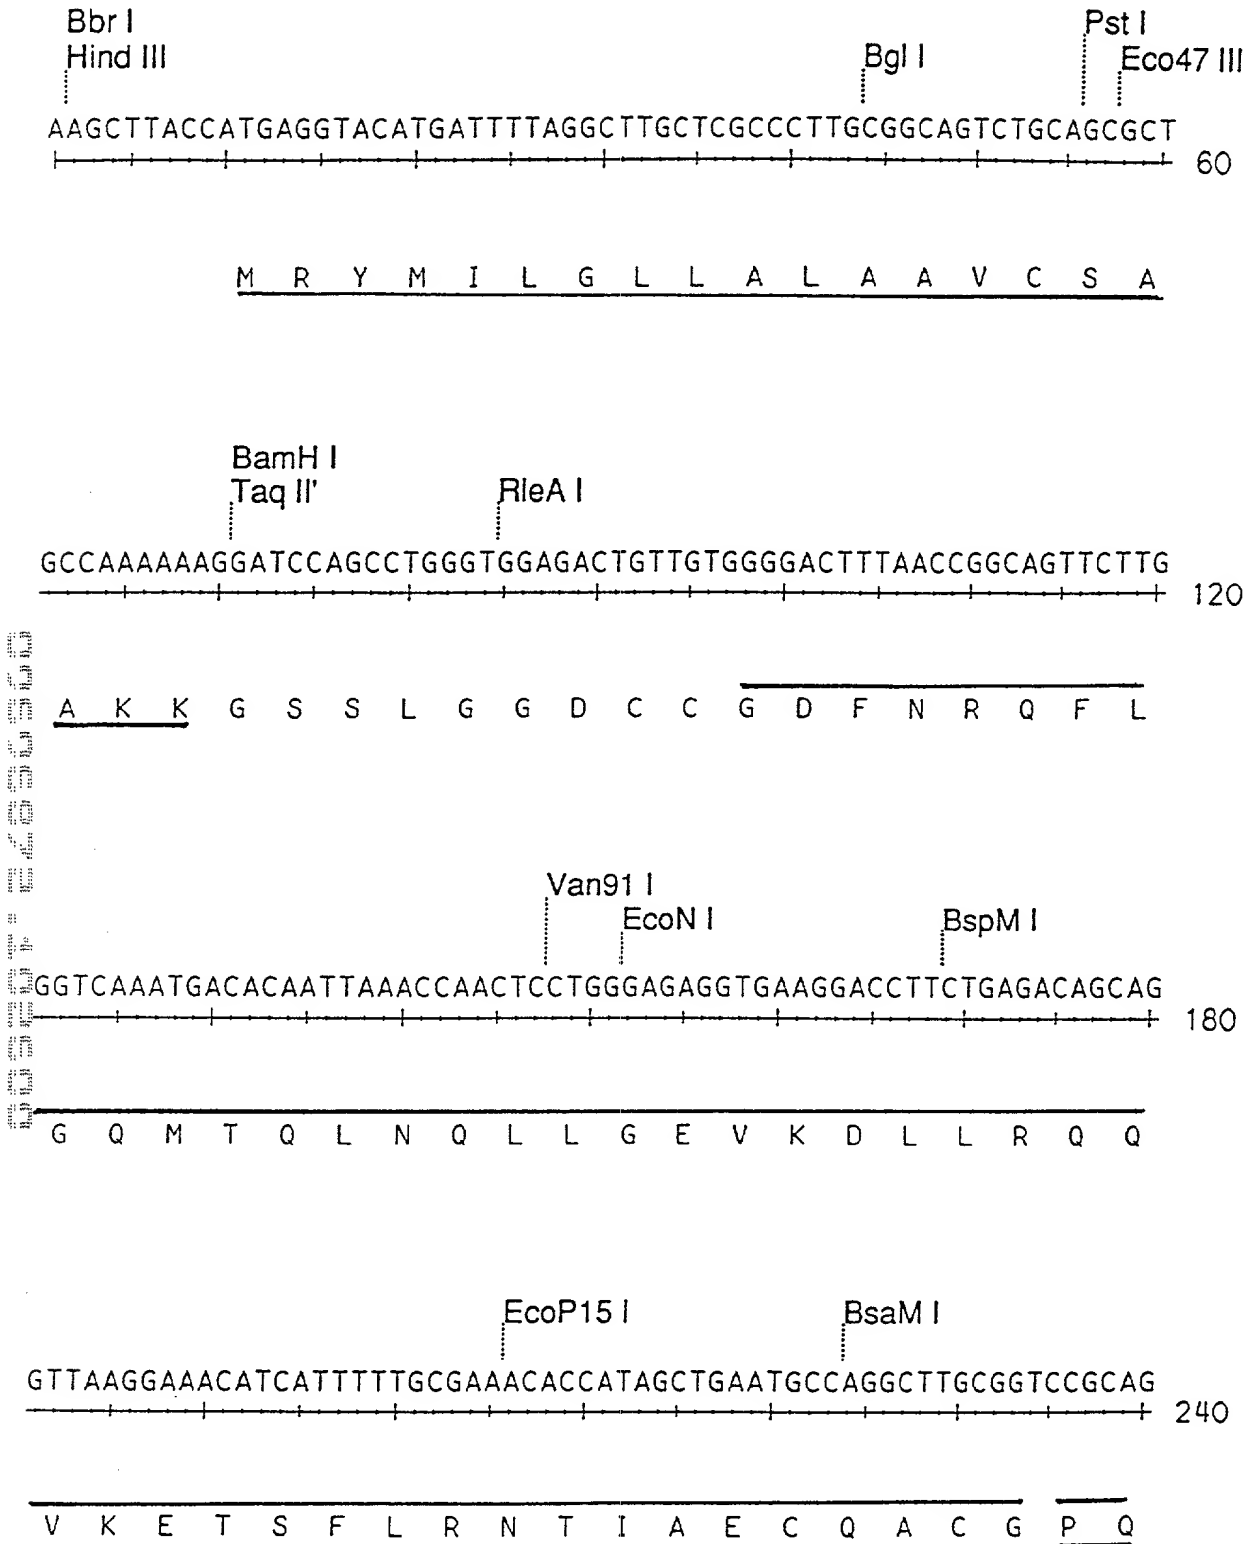 Bbr I
Hind III
Bgl I
Pst I
Eco47 III
AAGCTTACCATGAGGTACATGATTTTAGGCTTGCTCGCCCTTGCGGCAGTCTGCAGCGCT
60
M R Y M I L G L L A L A A V C S A
BamH I
Taq II'
RleA I
GCCAAAAAAGGATCCAGCCTGGGTGGAGACTGTTGTGGGGACTTTAACCGGCAGTTCTTG
120
A K K G S S L G G D C C G D F N R Q F L
Van91 I
EcoN I
BspM I
GGTCAAATGACACAATTAAACCAACTCCTGGGAGAGGTGAAGGACCTTCTGAGACAGCAG
180
G Q M T Q L N Q L L G E V K D L L R Q Q
EcoP15 I
BsaM I
GTTAAGGAAACATCATTTTTGCGAAACACCATAGCTGAATGCCAGGCTTGCGGTCCGCAG
240
V K E T S F L R N T I A E C Q A C G P Q